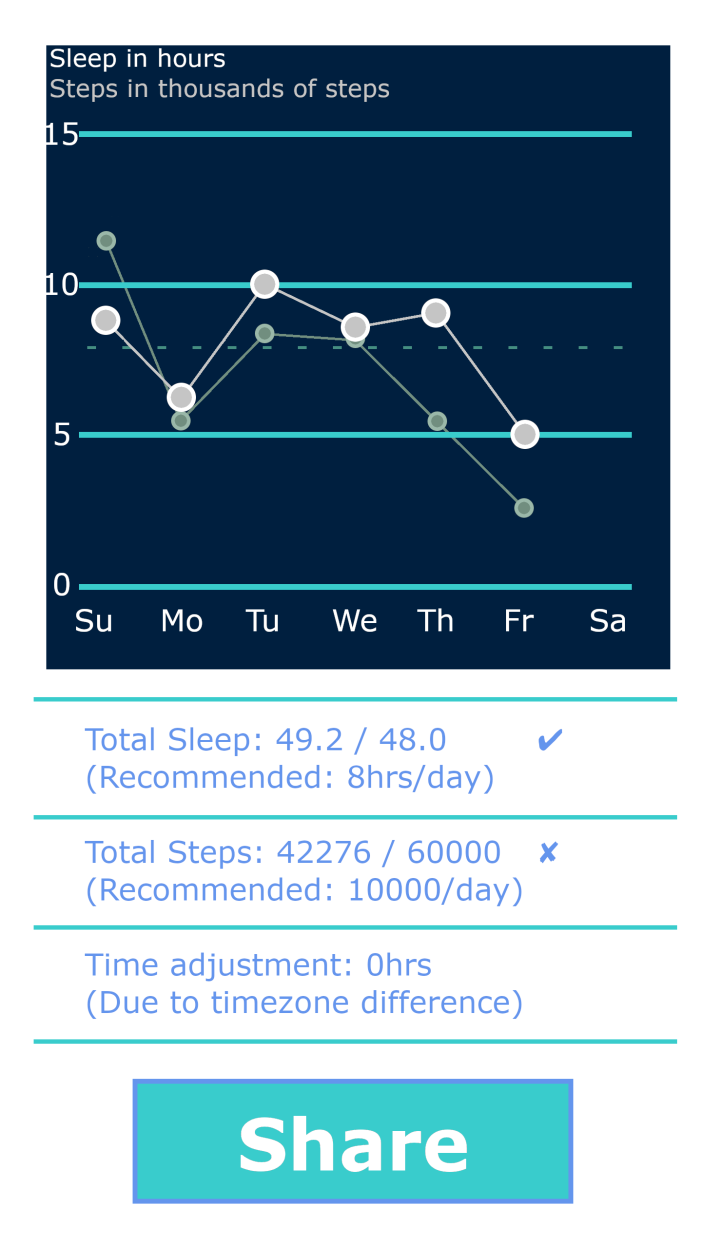 Sleep in hours
Steps in thousands of steps
15
10
5
0
Su Mo Tu We Th Fr Sa
Total Sleep: 49.2 / 48.0 ✔
(Recommended: 8hrs/day)
Total Steps: 42276 / 60000 ✘
(Recommended: 10000/day)
Time adjustment: 0hrs
(Due to timezone difference)
Share